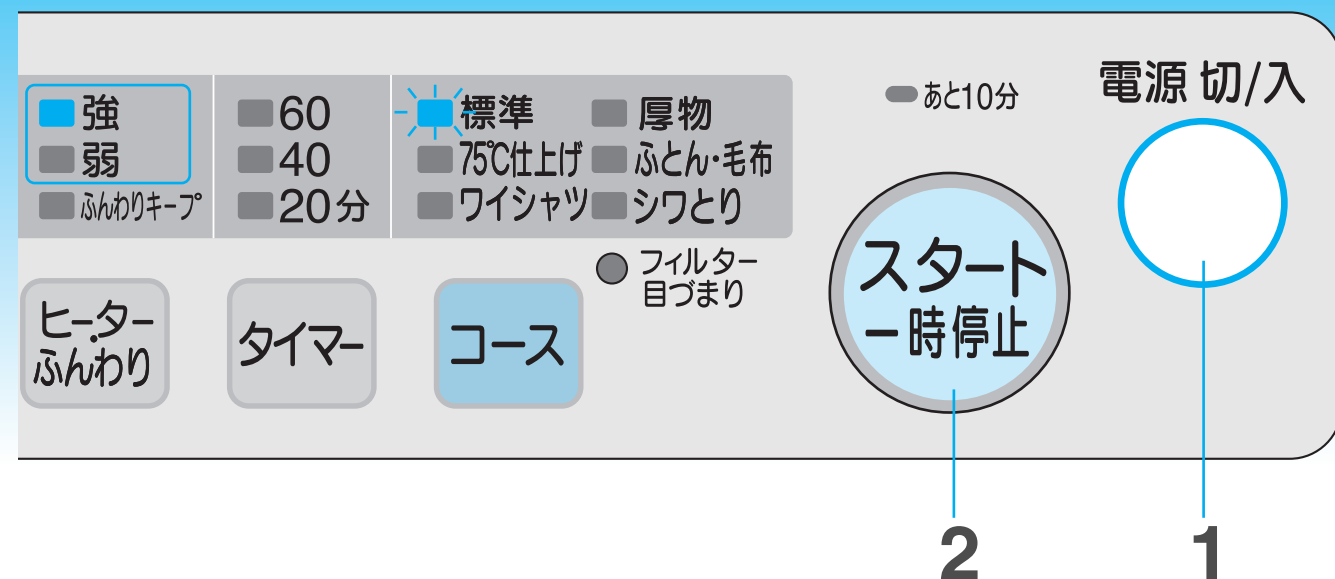 強
弱
ふんわりキープ
60
40
20分
標準
75℃仕上げ
ワイシャツ
厚物
ふとん・毛布
シワとり
あと10分
電源 切/入
フィルター
目づまり
ヒーター
ふんわり
タイマー
コース
スタート
一時停止
2
1